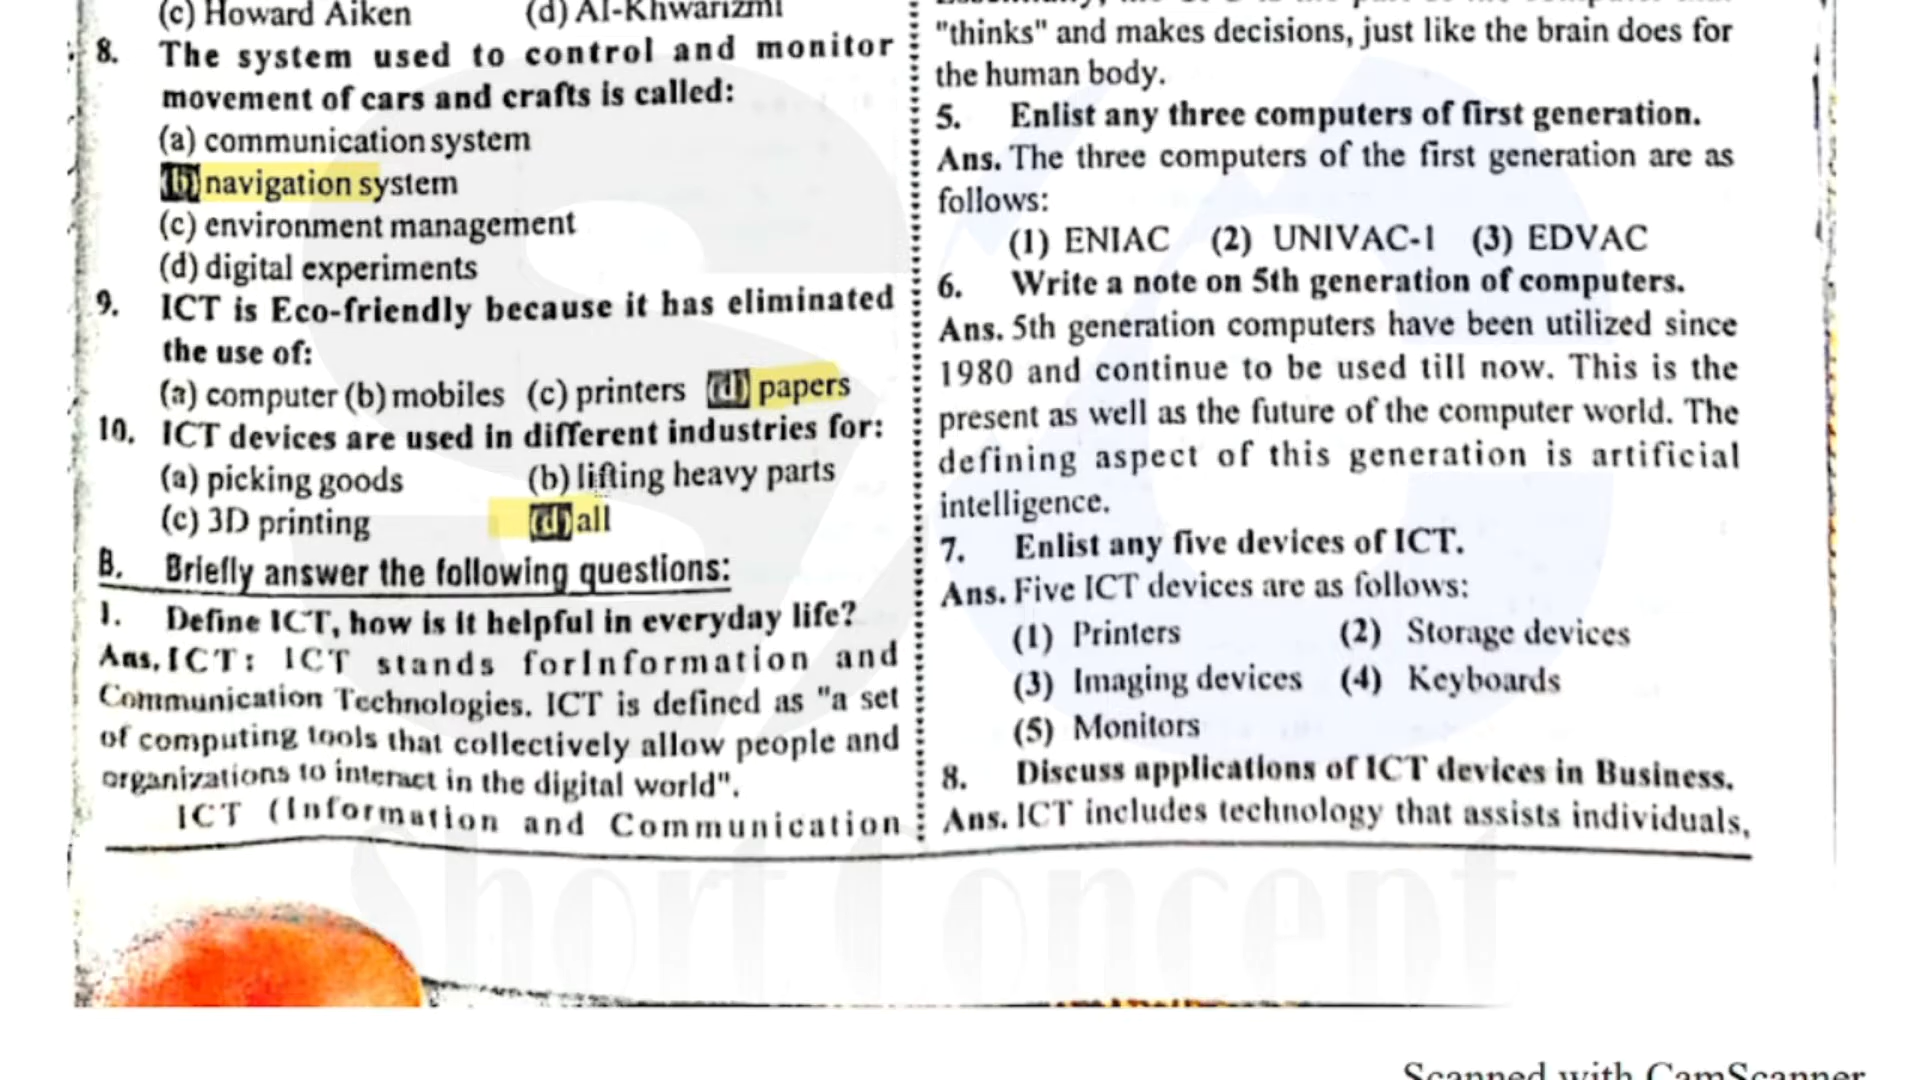 (c) Howard Aiken (d) Al-Khwarizmi
8. The system used to control and monitor
movement of cars and crafts is called:
(a) communication system
(b) navigation system
(c) environment management
(d) digital experiments
9. ICT is Eco-friendly because it has eliminated
the use of:
(a) computer (b) mobiles (c) printers (d) papers
10. ICT devices are used in different industries for:
(a) picking goods (b) lifting heavy parts
(c) 3D printing (d) all
B. Briefly answer the following questions:
1. Define ICT, how is it helpful in everyday life?
Ans. ICT: ICT stands forInformation and
Communication Technologies. ICT is defined as "a set
of computing tools that collectively allow people and
organizations to interact in the digital world".
ICT (Information and Communication
"thinks" and makes decisions, just like the brain does for
the human body.
5. Enlist any three computers of first generation.
Ans. The three computers of the first generation are as
follows:
(1) ENIAC (2) UNIVAC-1 (3) EDVAC
6. Write a note on 5th generation of computers.
Ans. 5th generation computers have been utilized since
1980 and continue to be used till now. This is the
present as well as the future of the computer world. The
defining aspect of this generation is artificial
intelligence.
7. Enlist any five devices of ICT.
Ans. Five ICT devices are as follows:
(1) Printers (2) Storage devices
(3) Imaging devices (4) Keyboards
(5) Monitors
8. Discuss applications of ICT devices in Business.
Ans. ICT includes technology that assists individuals,
Short Concept
Scanned with CamScanner